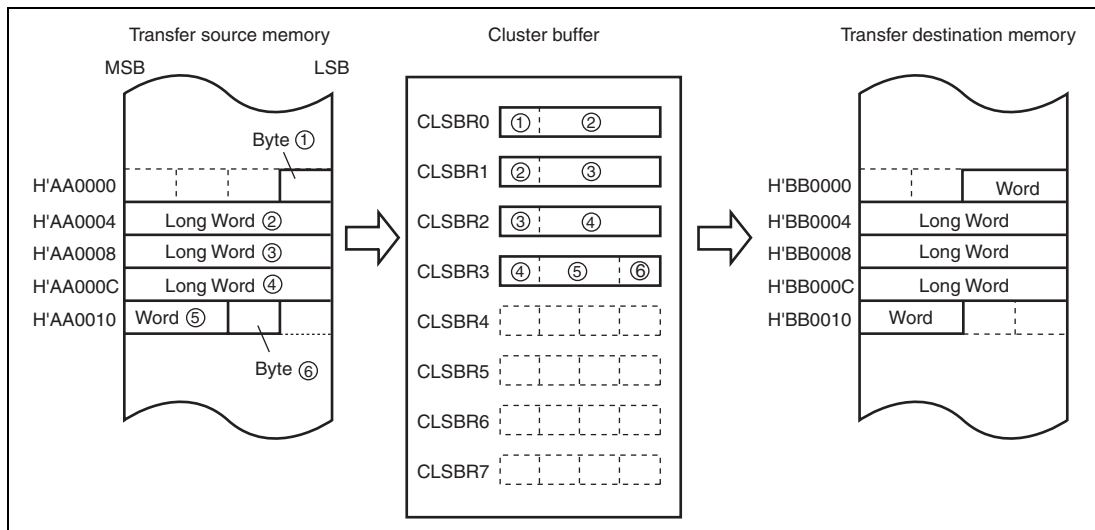 Transfer source memory
Cluster buffer
Transfer destination memory
MSB
LSB
Byte ①
H'AA0000
H'AA0004
Long Word ②
H'AA0008
Long Word ③
H'AA000C
Long Word ④
H'AA0010
Word ⑤
Byte ⑥
CLSBR0
① ②
CLSBR1
② ③
CLSBR2
③ ④
CLSBR3
④ ⑤ ⑥
CLSBR4
CLSBR5
CLSBR6
CLSBR7
H'BB0000
Word
H'BB0004
Long Word
H'BB0008
Long Word
H'BB000C
Long Word
H'BB0010
Word